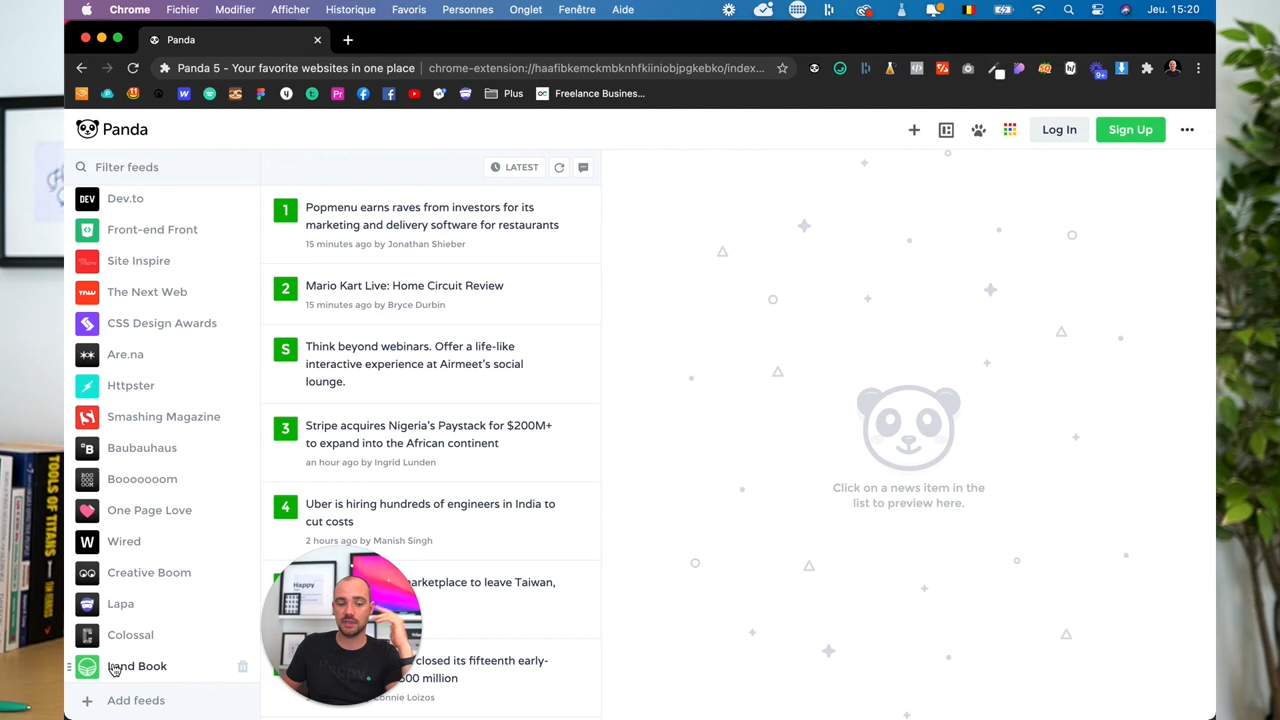 Chrome Fichier Modifier Afficher Historique Favoris Personnes Onglet Fenêtre Aide Jeu. 15:20
Panda
Panda 5 - Your favorite websites in one place chrome-extension://haafibkemckmbknhfkiiniobjpgkebko/index...
Plus Freelance Busines...
Panda
Log In
Sign Up
Filter feeds
Dev.to
Front-end Front
Site Inspire
The Next Web
CSS Design Awards
Are.na
Httpster
Smashing Magazine
Baubauhaus
Booooooom
One Page Love
Wired
Creative Boom
Lapa
Colossal
Land Book
Add feeds
LATEST
1
Popmenu earns raves from investors for its
marketing and delivery software for restaurants
15 minutes ago by Jonathan Shieber
2
Mario Kart Live: Home Circuit Review
15 minutes ago by Bryce Durbin
S
Think beyond webinars. Offer a life-like
interactive experience at Airmeet's social
lounge.
3
Stripe acquires Nigeria's Paystack for $200M+
to expand into the African continent
an hour ago by Ingrid Lunden
4
Uber is hiring hundreds of engineers in India to
cut costs
2 hours ago by Manish Singh
marketplace to leave Taiwan,
closed its fifteenth early-
million
Connie Loizos
Click on a news item in the
list to preview here.
TOOLS OF TITANS
Happy